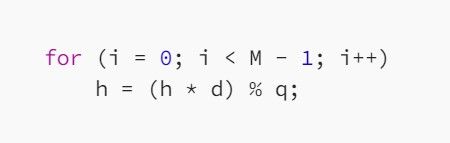 for (i = 0; i < M - 1; i++)
    h = (h * d) % q;